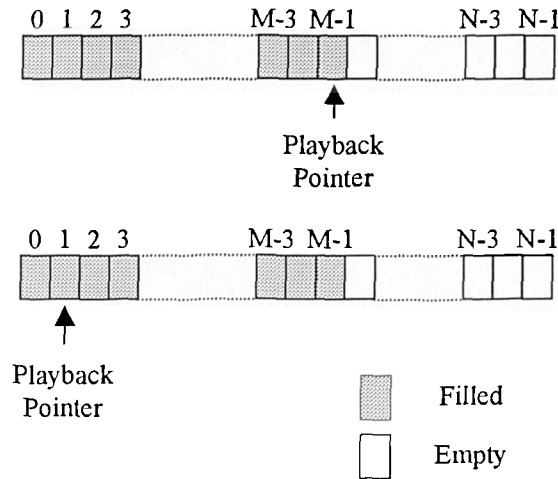 0 1 2 3 M-3 M-1 N-3 N-1
Playback
Pointer
0 1 2 3 M-3 M-1 N-3 N-1
Playback
Pointer
Filled
Empty